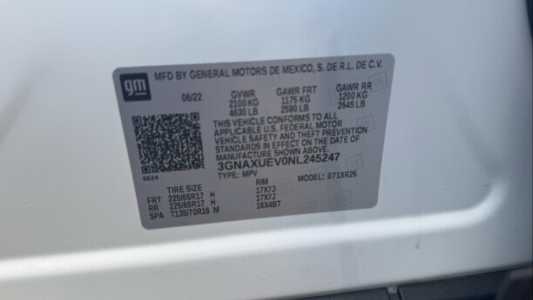 gm
MFD BY GENERAL MOTORS DE MEXICO, S. DE R.L. DE C.V.
06/22 GVWR GAWR FRT GAWR RR
2100 KG 1175 KG 1200 KG
4630 LB 2590 LB 2645 LB
THIS VEHICLE CONFORMS TO ALL
APPLICABLE U.S. FEDERAL MOTOR
VEHICLE SAFETY AND THEFT PREVENTION
STANDARDS IN EFFECT ON THE DATE OF
MANUFACTURE SHOWN ABOVE.
3GNAXUEV0NL245247
TYPE: MPV MODEL:
TIRE SIZE RIM
FRT 225/65R17 H 17X7J
RR 225/65R17 H 17X7J
SPA T135/70R16 M 16X4BT